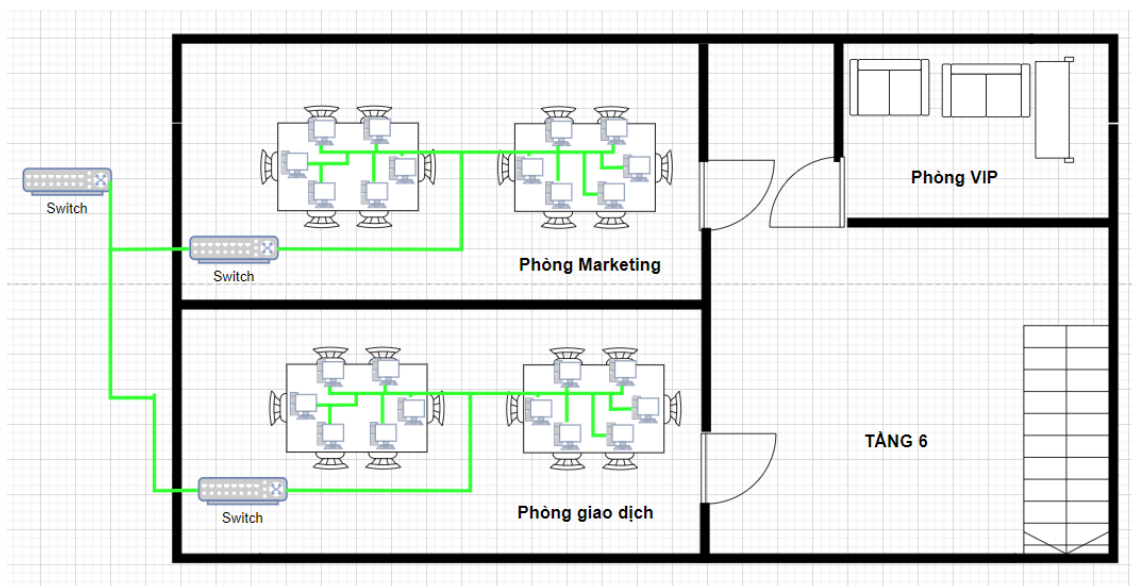 Phòng VIP
Switch
Switch
Phòng Marketing
TẦNG 6
Phòng giao dịch
Switch